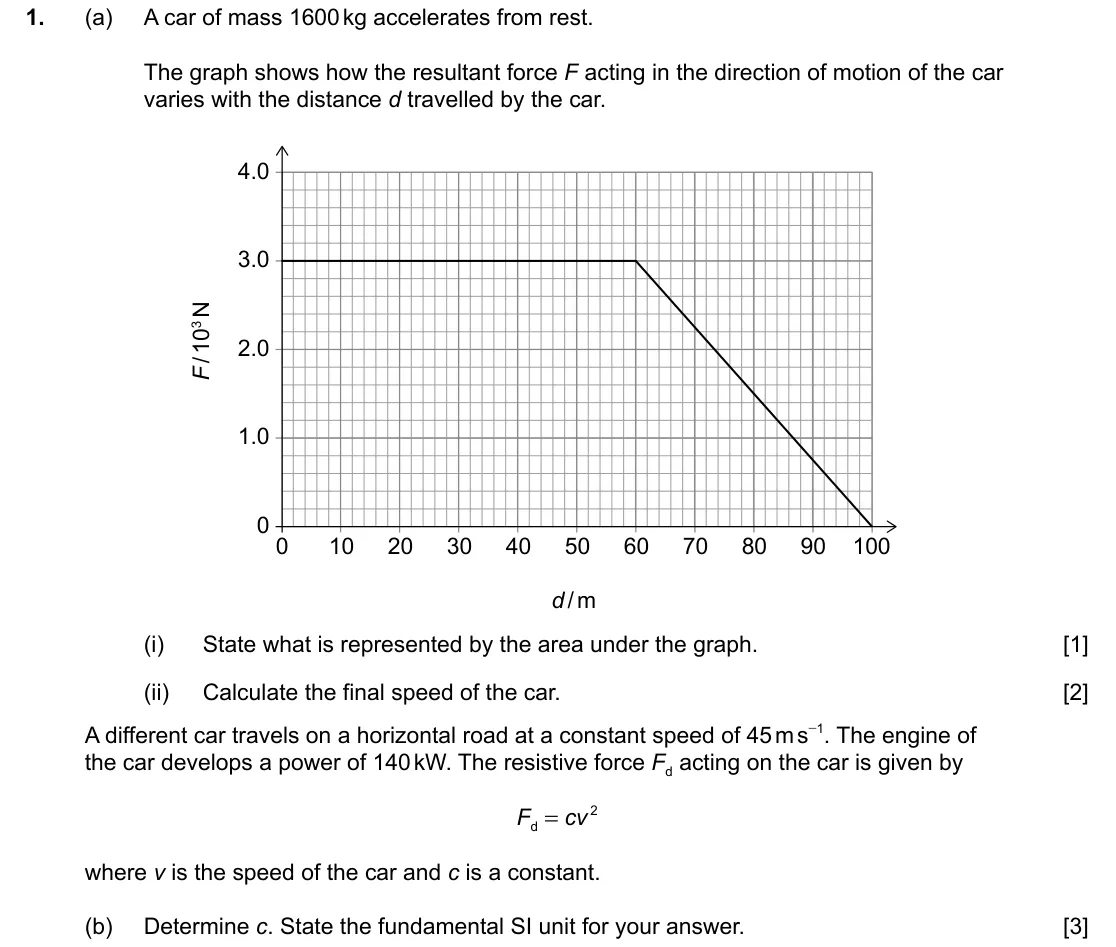 1. (a) A car of mass 1600 kg accelerates from rest.
The graph shows how the resultant force F acting in the direction of motion of the car
varies with the distance d travelled by the car.
4.0
3.0
F / 10³ N
2.0
1.0
0
0 10 20 30 40 50 60 70 80 90 100
d / m
(i) State what is represented by the area under the graph. [1]
(ii) Calculate the final speed of the car. [2]
A different car travels on a horizontal road at a constant speed of 45 m s⁻¹. The engine of
the car develops a power of 140 kW. The resistive force F_d acting on the car is given by
F_d = cv²
where v is the speed of the car and c is a constant.
(b) Determine c. State the fundamental SI unit for your answer. [3]